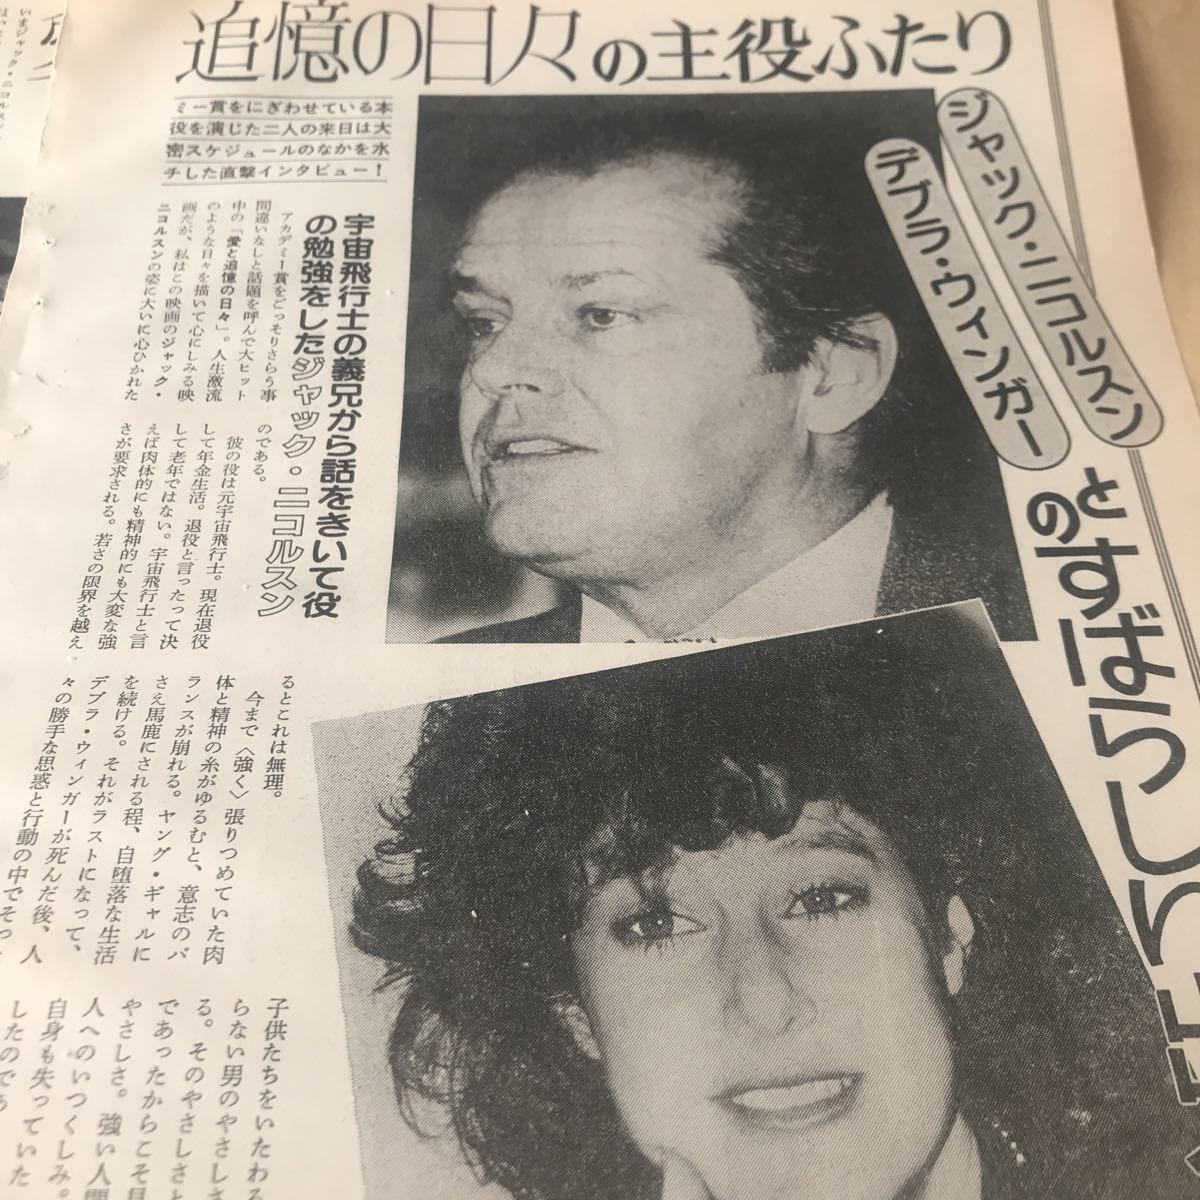 追憶の日々の主役ふたり
ジャック・ニコルスン
デブラ・ウィンガー
と
のすばらしい
ミー賞をにぎわせている本
役を演じた二人の来日は大
密スケジュールのなかを水
チした直撃インタビュー！
宇宙飛行士の義兄から話をきいて役
の勉強をしたジャック・ニコルスン
アカデミー賞をごっそりさらう事
間違いなしと話題を呼んで大ヒット
中の「愛と追憶の日々」。人生激流
のような日々を描いて心にしみる映
画だが、私はこの映画のジャック・
ニコルスンの姿に大いに心ひかれた
のである。
彼の役は元宇宙飛行士。現在退役
して年金生活。退役と言ったって決
して老年ではない。宇宙飛行士と言
えば肉体的にも精神的にも大変な強
さが要求される。若さの限界を越え
るとこれは無理。
今まで〈強く〉張りつめていた肉
体と精神の糸がゆるむと、意志のバ
ランスが崩れる。ヤング・ギャルに
さえ馬鹿にされる程、自堕落な生活
を続ける。それがラストになって、
デブラ・ウィンガーが死んだ後、人
々の勝手な思惑と行動の中でそっ
子供たちをいたわる
らない男のやさしさ
る。そのやさしさと
であったからこそ見
やさしさ。強い人間
人へのいつくしみ。
自身も失っていた
したのであ
いまジャック・ニコルスン